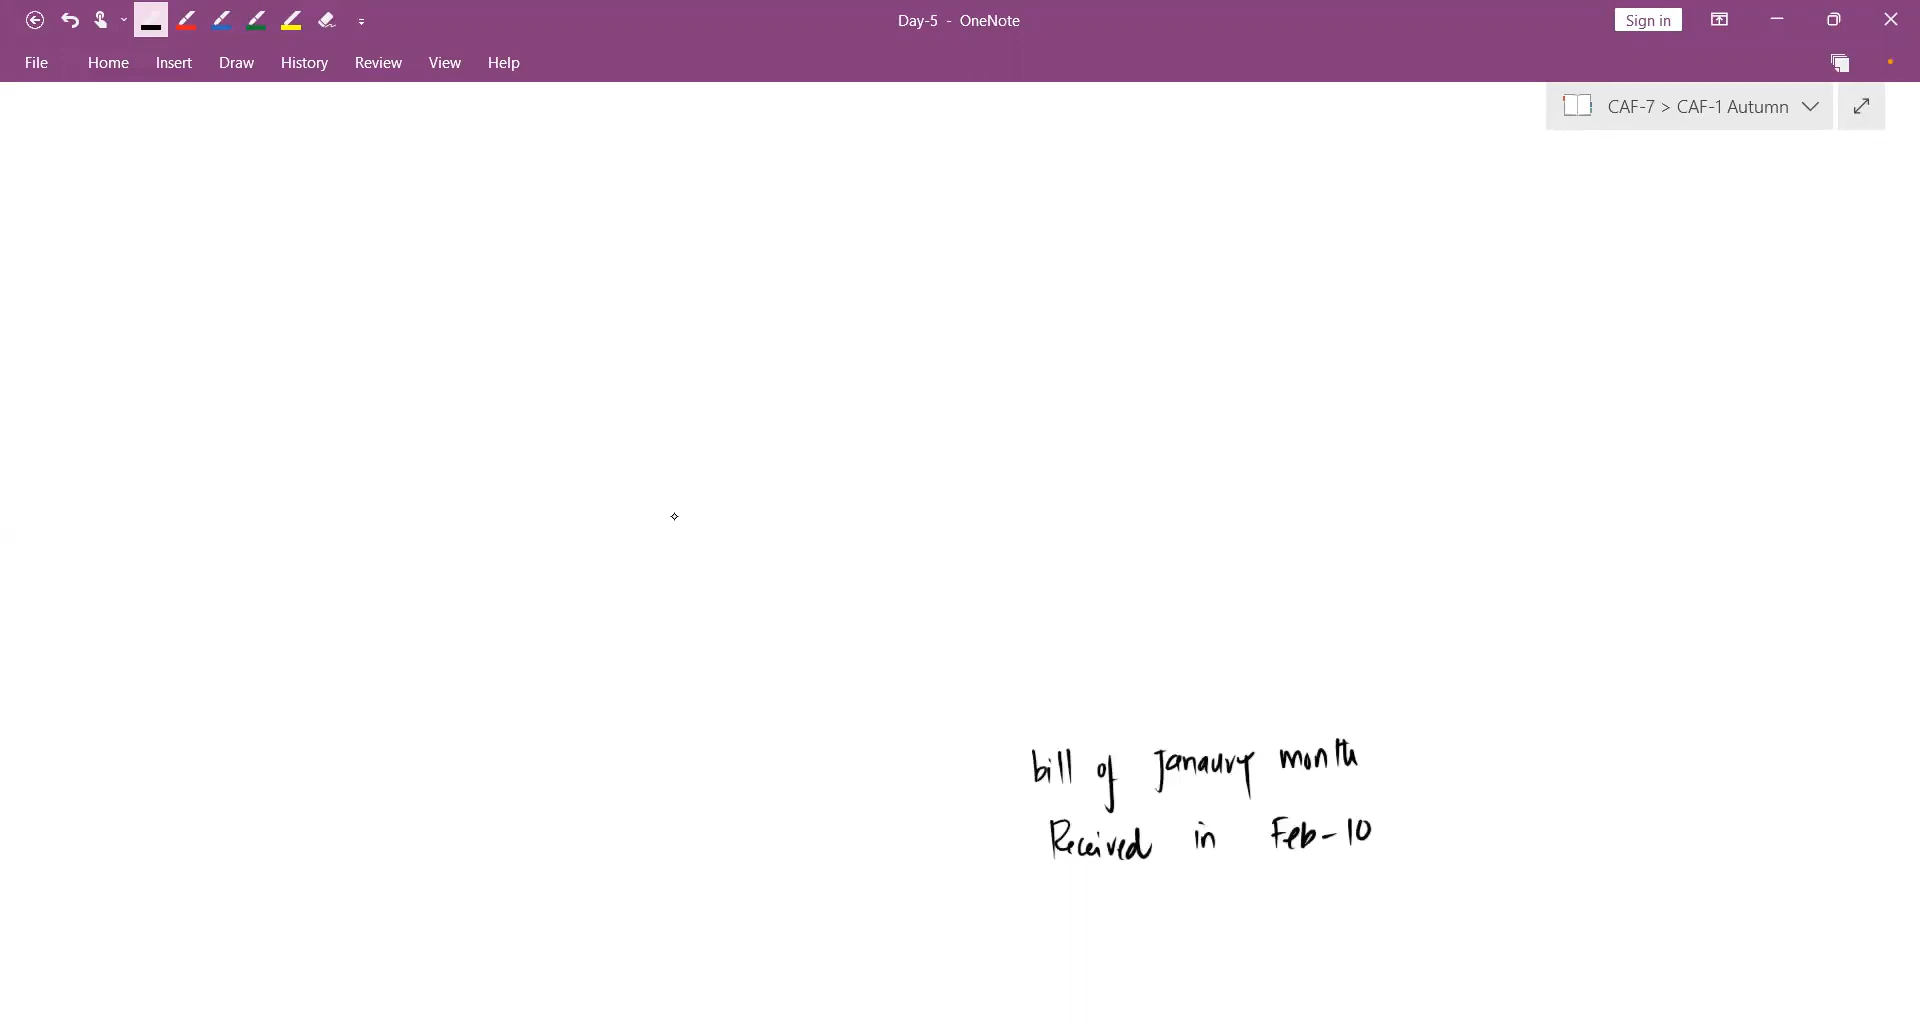 Day-5 - OneNote
Sign in
File Home Insert Draw History Review View Help
CAF-7 > CAF-1 Autumn
bill of Janaury month
Received in Feb-10